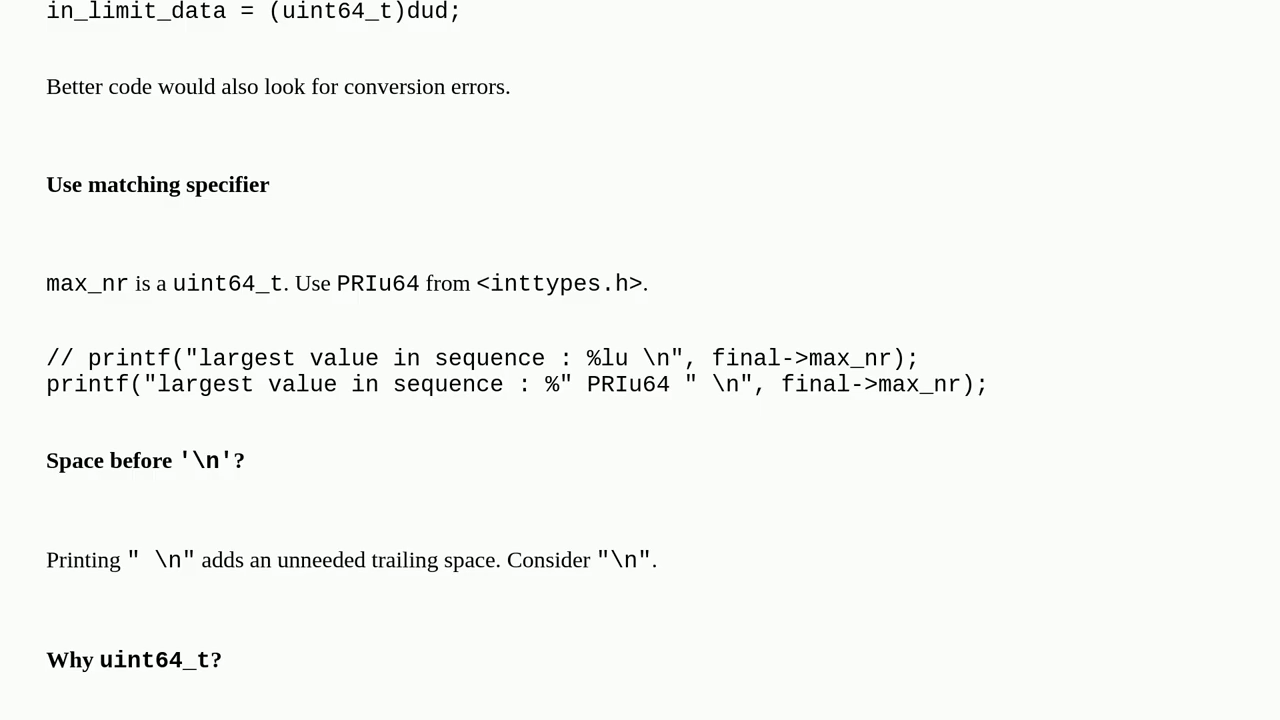 in_limit_data = (uint64_t)dud;
Better code would also look for conversion errors.
Use matching specifier
max_nr is a uint64_t. Use PRIu64 from <inttypes.h>.
// printf("largest value in sequence : %lu \n", final->max_nr);
printf("largest value in sequence : %" PRIu64 " \n", final->max_nr);
Space before '\n'?
Printing " \n" adds an unneeded trailing space. Consider "\n".
Why uint64_t?